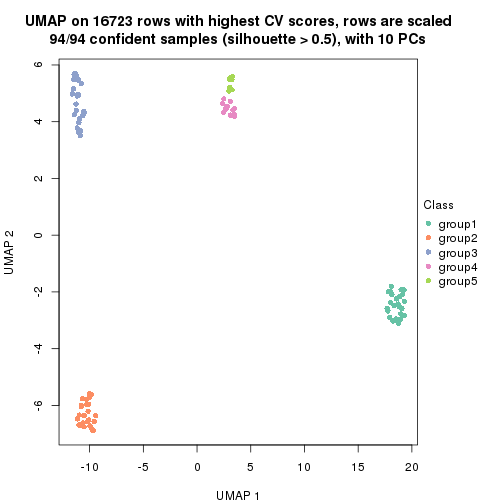 UMAP on 16723 rows with highest CV scores, rows are scaled
94/94 confident samples (silhouette > 0.5), with 10 PCs
6
4
2
0
-2
-4
-6
UMAP 2
-10
-5
0
5
10
15
20
UMAP 1
Class
group1
group2
group3
group4
group5